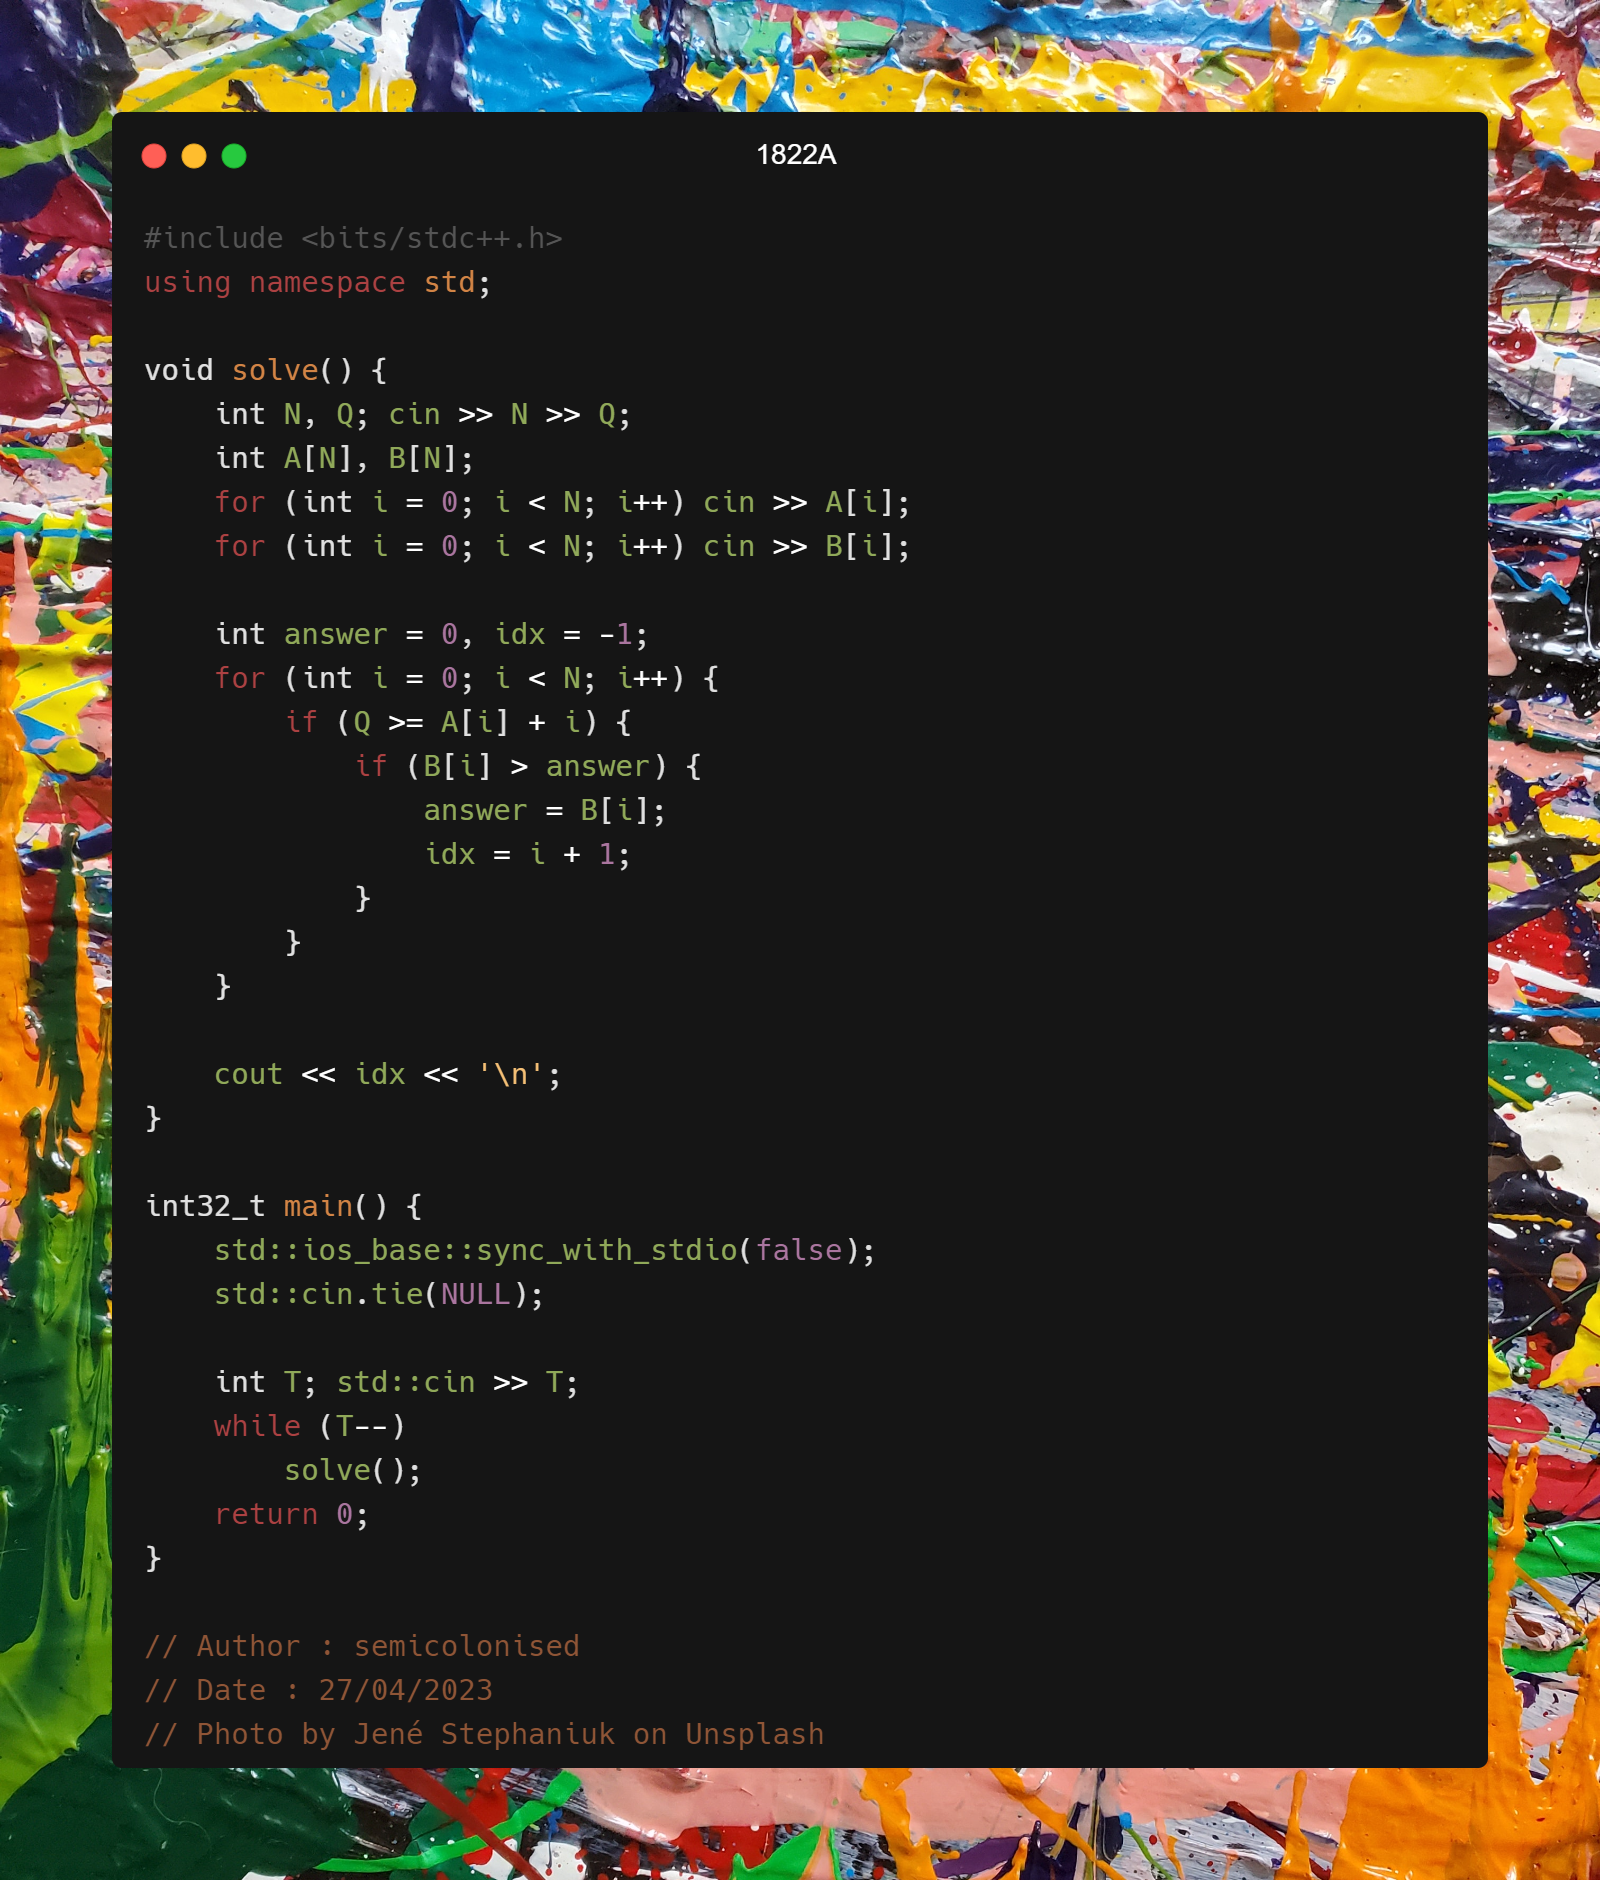 1822A
#include <bits/stdc++.h>
using namespace std;
void solve() {
    int N, Q; cin >> N >> Q;
    int A[N], B[N];
    for (int i = 0; i < N; i++) cin >> A[i];
    for (int i = 0; i < N; i++) cin >> B[i];
    int answer = 0, idx = -1;
    for (int i = 0; i < N; i++) {
        if (Q >= A[i] + i) {
            if (B[i] > answer) {
                answer = B[i];
                idx = i + 1;
            }
        }
    }
    cout << idx << '\n';
}
int32_t main() {
    std::ios_base::sync_with_stdio(false);
    std::cin.tie(NULL);
    int T; std::cin >> T;
    while (T--)
        solve();
    return 0;
}
// Author : semicolonised
// Date : 27/04/2023
// Photo by Jené Stephaniuk on Unsplash